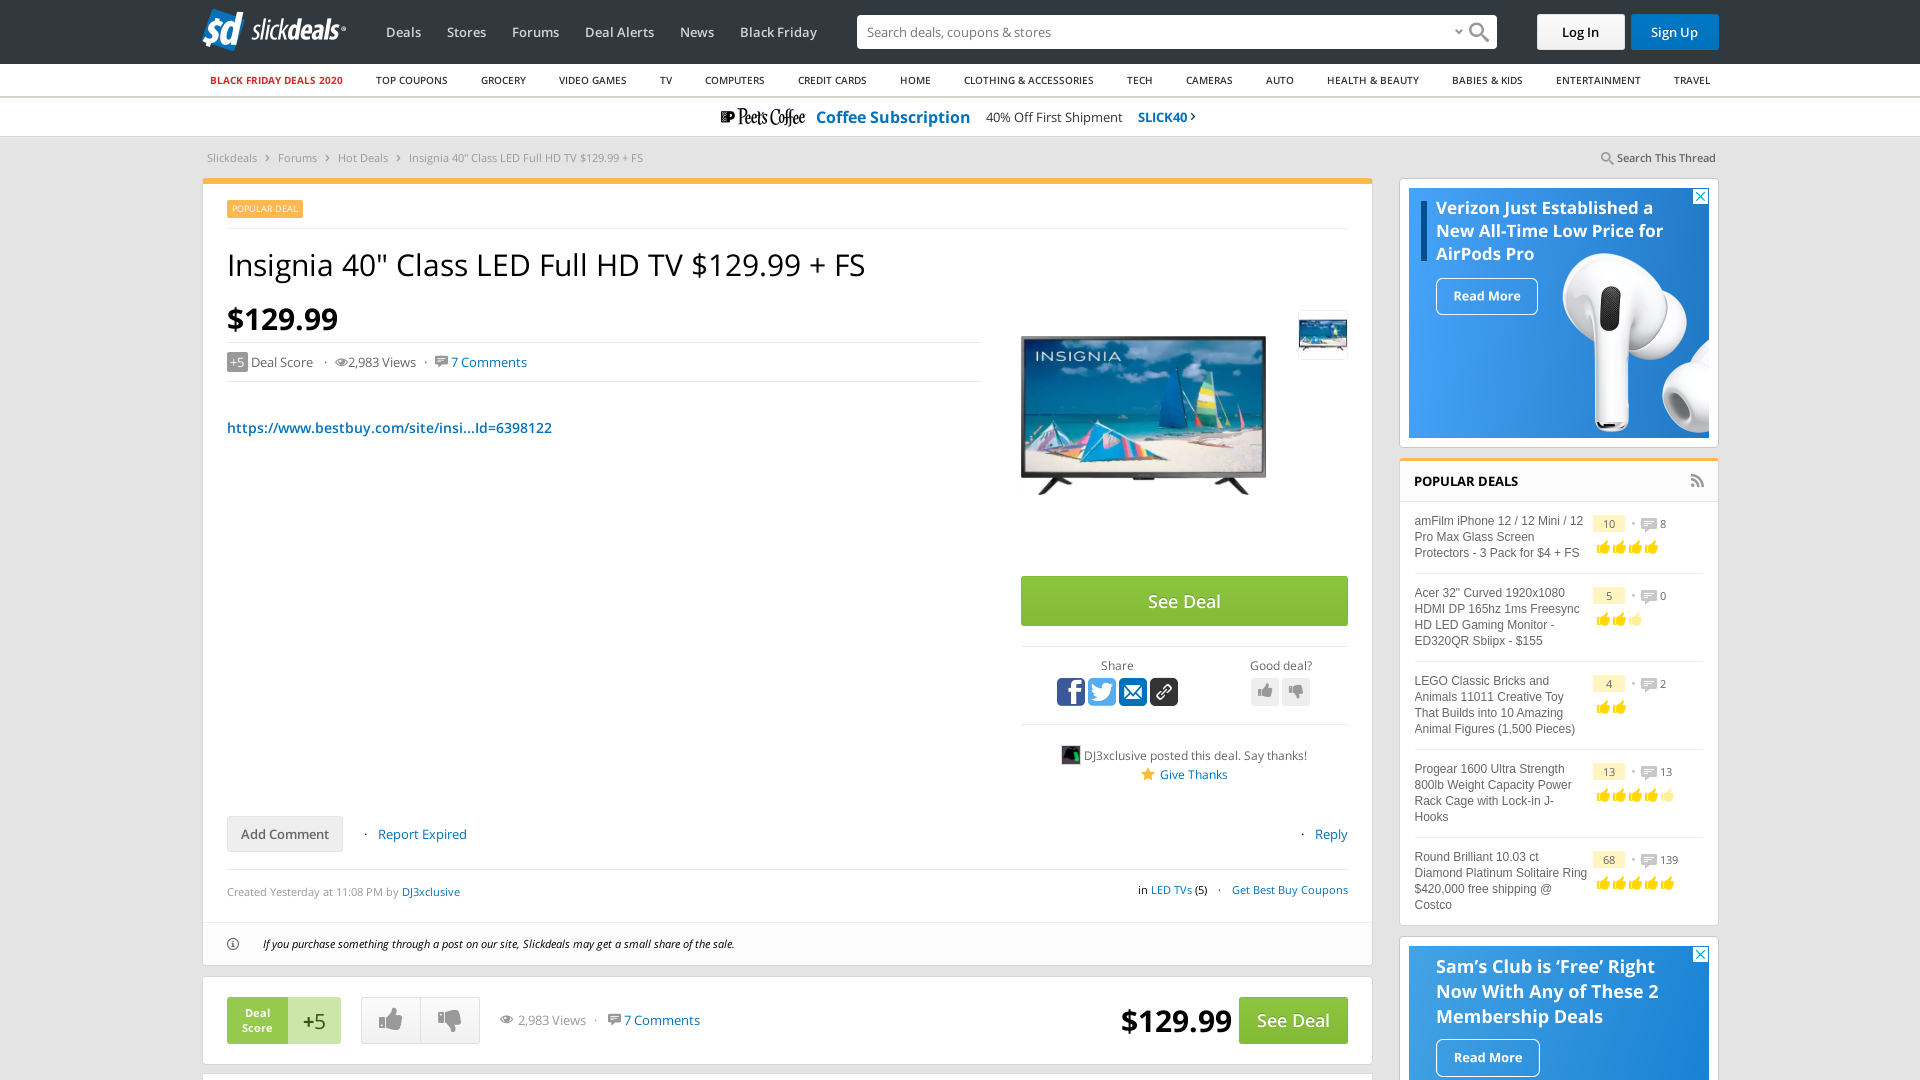 sd slickdeals
Deals
Stores
Forums
Deal Alerts
News
Black Friday
Search deals, coupons & stores
Log In
Sign Up
BLACK FRIDAY DEALS 2020
TOP COUPONS
GROCERY
VIDEO GAMES
TV
COMPUTERS
CREDIT CARDS
HOME
CLOTHING & ACCESSORIES
TECH
CAMERAS
AUTO
HEALTH & BEAUTY
BABIES & KIDS
ENTERTAINMENT
TRAVEL
Peet's Coffee Coffee Subscription 40% Off First Shipment SLICK40 ›
Slickdeals › Forums › Hot Deals › Insignia 40" Class LED Full HD TV $129.99 + FS
Search This Thread
POPULAR DEAL
Insignia 40" Class LED Full HD TV $129.99 + FS
$129.99
+5 Deal Score · 2,983 Views · 7 Comments
https://www.bestbuy.com/site/insi...Id=6398122
INSIGNIA
See Deal
Share
Good deal?
DJ3xclusive posted this deal. Say thanks!
Give Thanks
Add Comment
· Report Expired
· Reply
Created Yesterday at 11:08 PM by DJ3xclusive
in LED TVs (5) · Get Best Buy Coupons
If you purchase something through a post on our site, Slickdeals may get a small share of the sale.
Deal
Score
+5
2,983 Views · 7 Comments
$129.99
See Deal
Verizon Just Established a
New All-Time Low Price for
AirPods Pro
Read More
POPULAR DEALS
amFilm iPhone 12 / 12 Mini / 12
Pro Max Glass Screen
Protectors - 3 Pack for $4 + FS
10 • 8
Acer 32" Curved 1920x1080
HDMI DP 165hz 1ms Freesync
HD LED Gaming Monitor -
ED320QR Sbiipx - $155
5 • 0
LEGO Classic Bricks and
Animals 11011 Creative Toy
That Builds into 10 Amazing
Animal Figures (1,500 Pieces)
4 • 2
Progear 1600 Ultra Strength
800lb Weight Capacity Power
Rack Cage with Lock-in J-
Hooks
13 • 13
Round Brilliant 10.03 ct
Diamond Platinum Solitaire Ring
$420,000 free shipping @
Costco
68 • 139
Sam's Club is ‘Free’ Right
Now With Any of These 2
Membership Deals
Read More